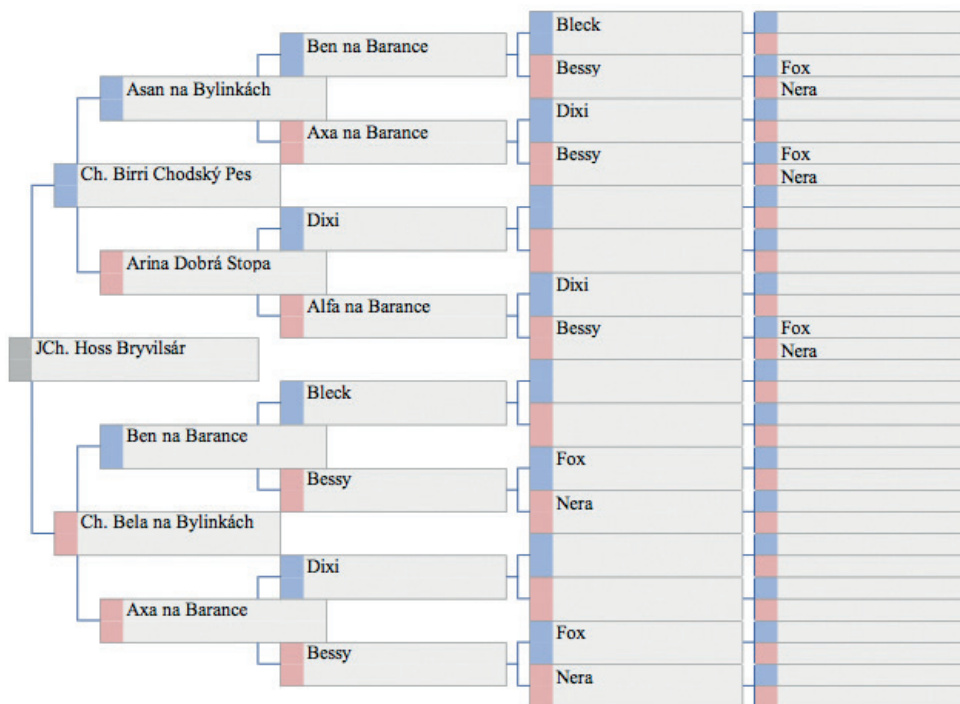 Bleck
Ben na Barance
Bessy
Fox
Nera
Asan na Bylinkách
Dixi
Axa na Barance
Bessy
Fox
Nera
Ch. Birri Chodský Pes
Dixi
Arina Dobrá Stopa
Dixi
Alfa na Barance
Bessy
Fox
Nera
JCh. Hoss Bryvilsár
Bleck
Ben na Barance
Fox
Bessy
Nera
Ch. Bela na Bylinkách
Dixi
Axa na Barance
Fox
Bessy
Nera